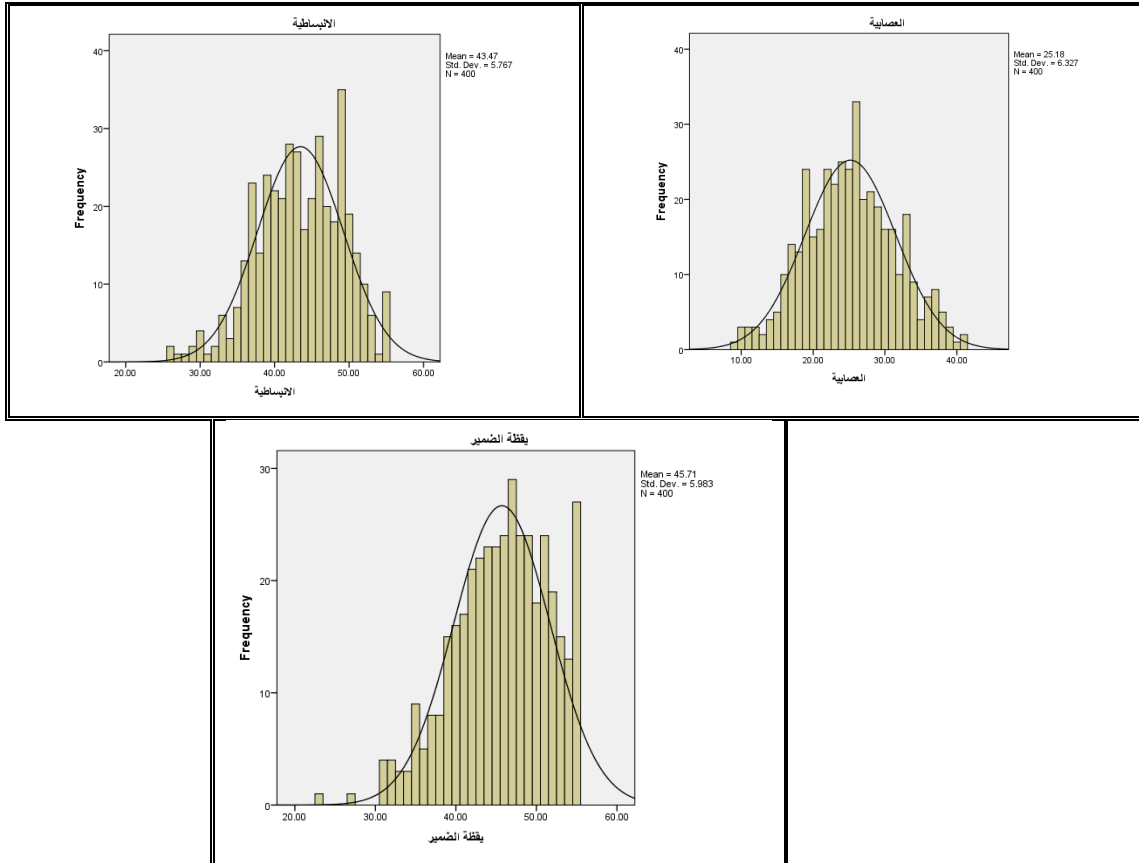 الانبساطية
Mean = 43.47
Std. Dev. = 5.767
N = 400
40
30
20
10
0
Frequency
20.00 30.00 40.00 50.00 60.00
الانبساطية
العصابية
Mean = 25.18
Std. Dev. = 6.327
N = 400
40
30
20
10
0
Frequency
10.00 20.00 30.00 40.00
العصابية
يقظة الضمير
Mean = 45.71
Std. Dev. = 5.983
N = 400
30
20
10
0
Frequency
20.00 30.00 40.00 50.00 60.00
يقظة الضمير